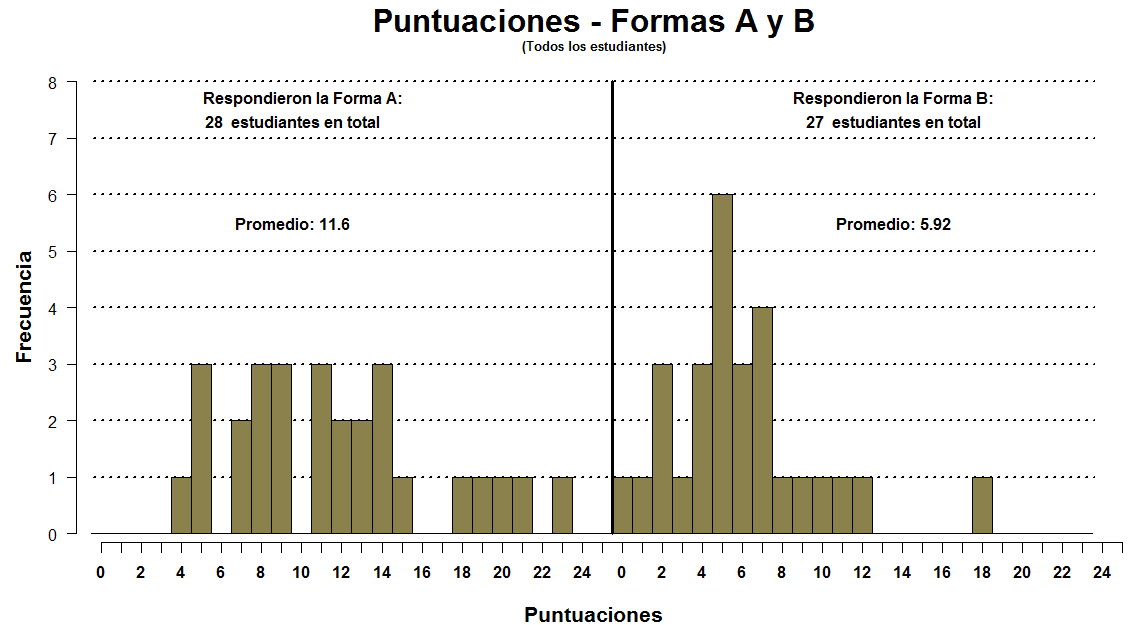 Puntuaciones - Formas A y B
(Todos los estudiantes)
Respondieron la Forma A:
28 estudiantes en total
Promedio: 11.6
Respondieron la Forma B:
27 estudiantes en total
Promedio: 5.92
Frecuencia
8
7
6
5
4
3
2
1
0
0 2 4 6 8 10 12 14 16 18 20 22 24 0 2 4 6 8 10 12 14 16 18 20 22 24
Puntuaciones